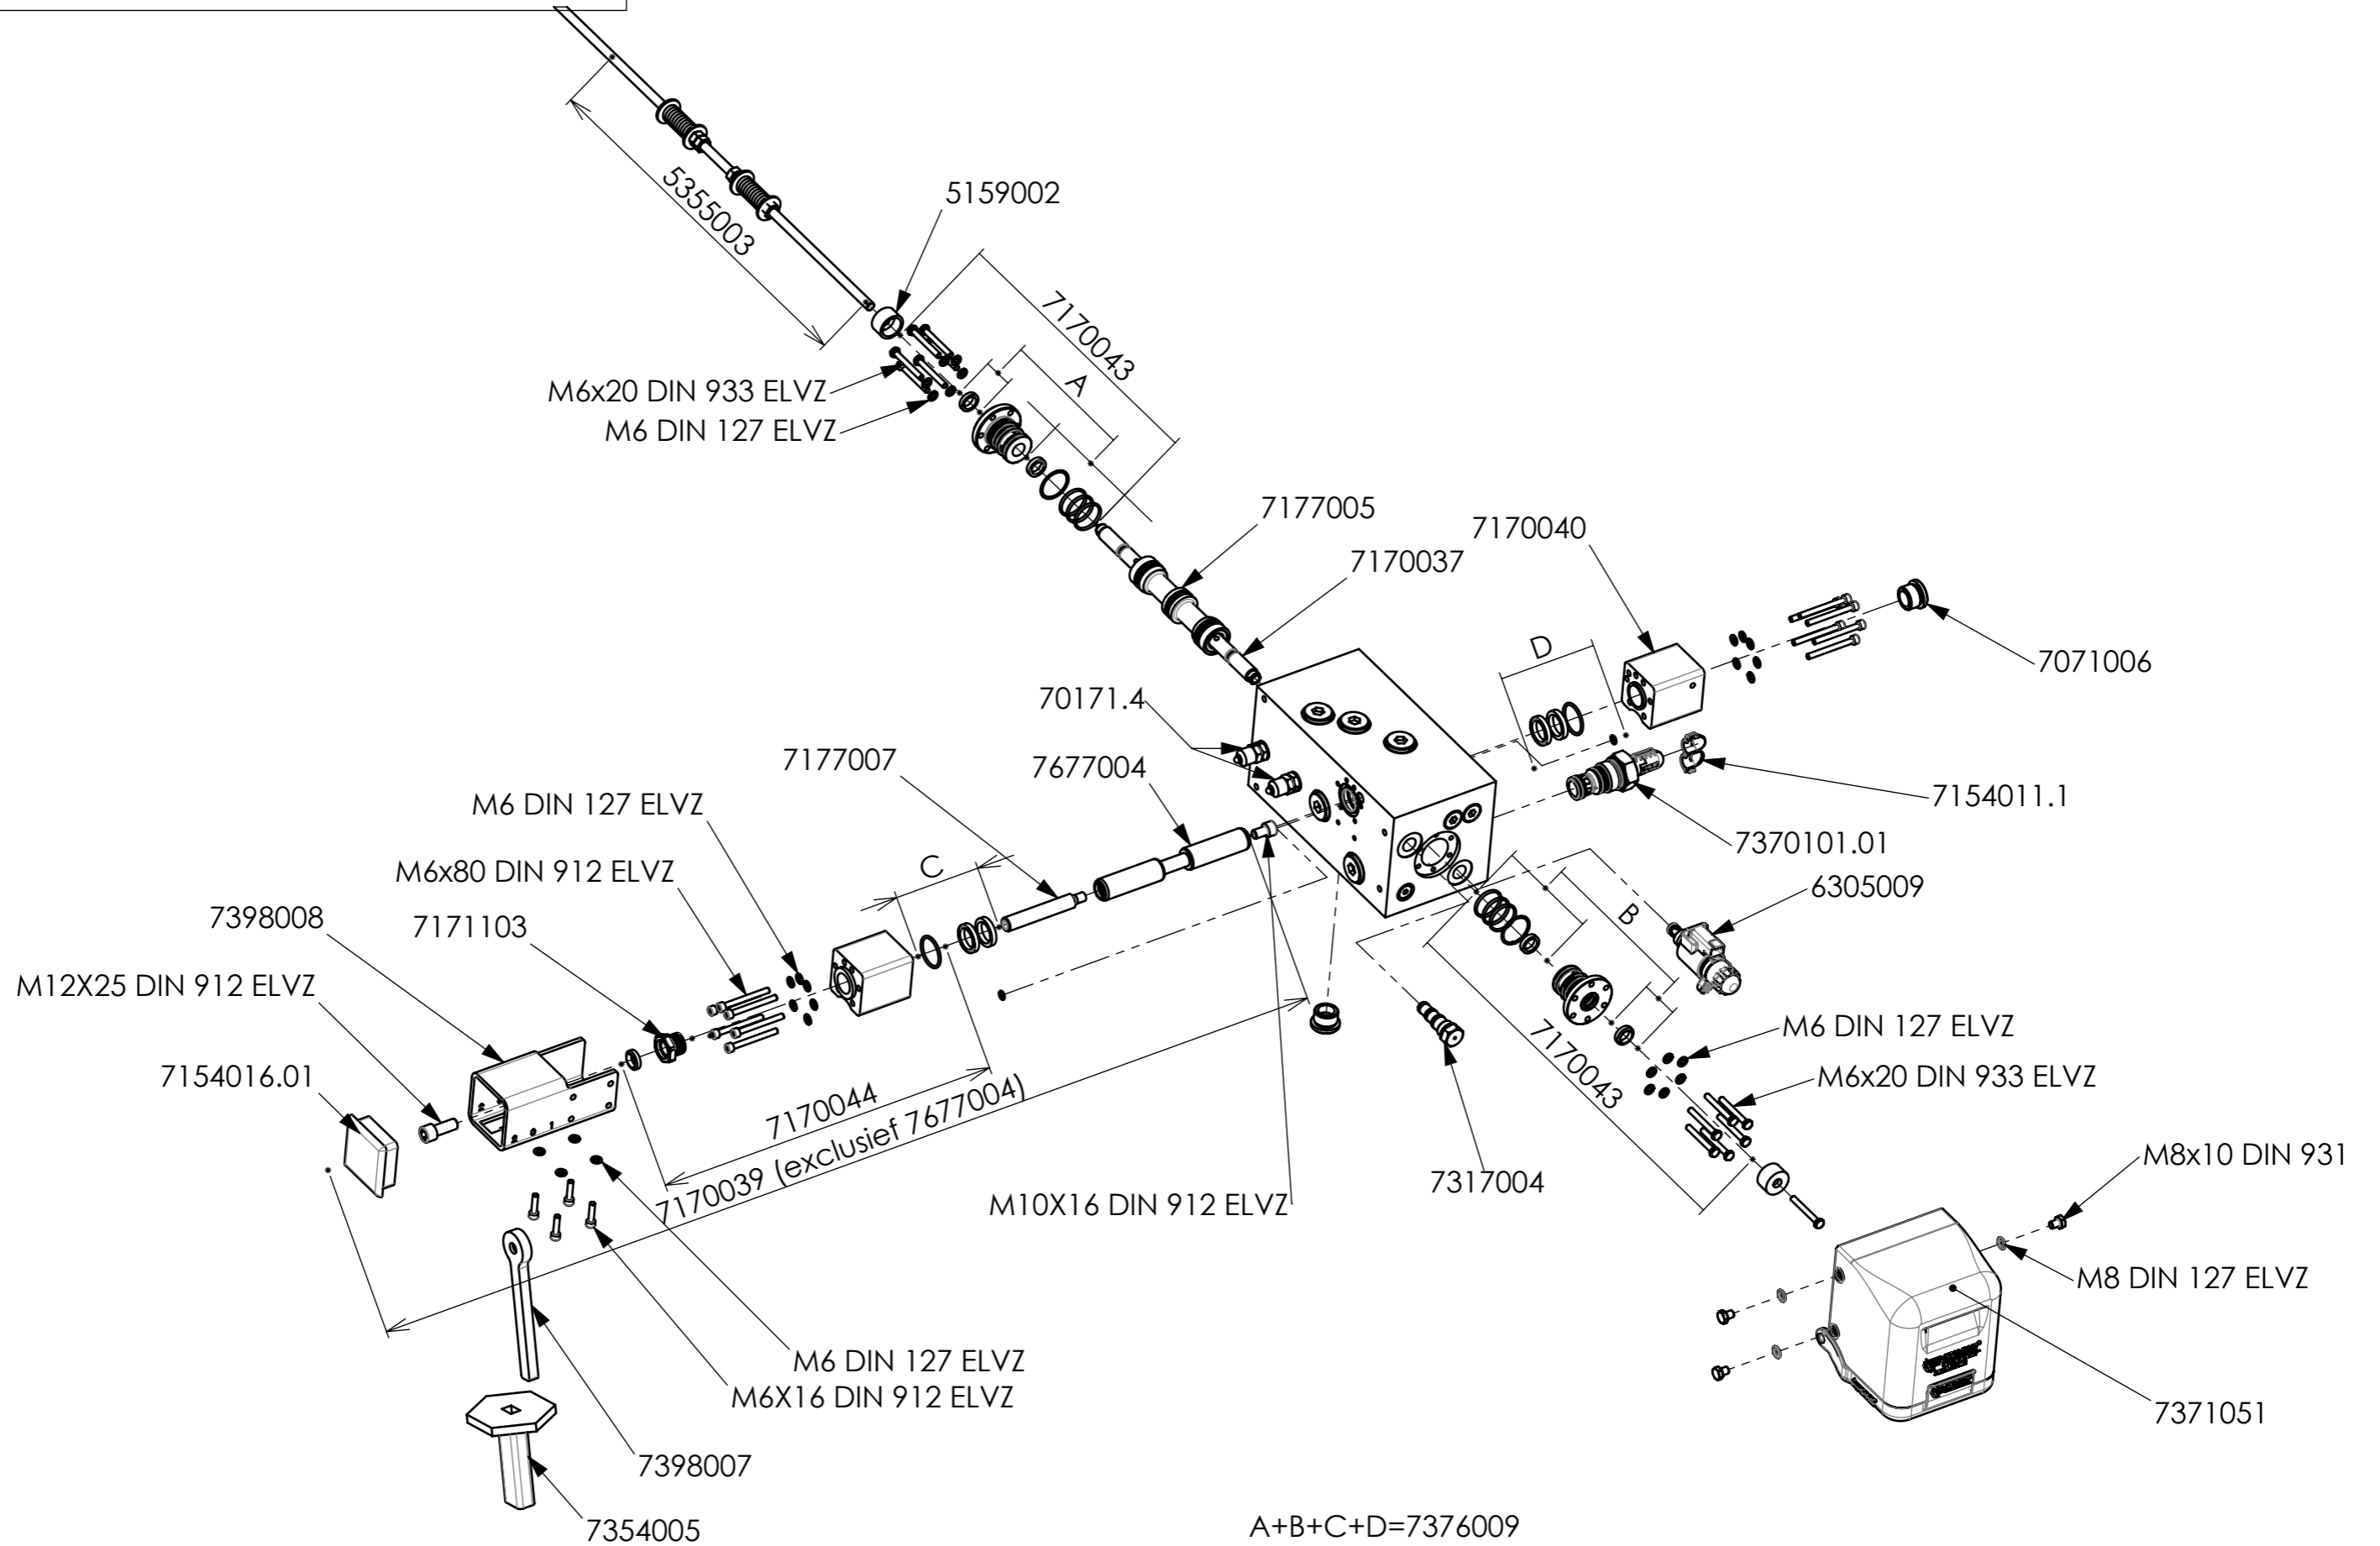 5355003
5159002
7170043
A
M6x20 DIN 933 ELVZ
M6 DIN 127 ELVZ
7177005
7170040
7170037
D
7071006
70171.4
7177007
7677004
7154011.1
M6 DIN 127 ELVZ
7370101.01
C
M6x80 DIN 912 ELVZ
6305009
7398008
7171103
B
M12X25 DIN 912 ELVZ
M6 DIN 127 ELVZ
7154016.01
M6x20 DIN 933 ELVZ
7170043
7170044
2 0 1
7170039 (exclusief 7677004)
7317004
M10X16 DIN 912 ELVZ
M8x10 DIN 931
M8 DIN 127 ELVZ
M6 DIN 127 ELVZ
M6X16 DIN 912 ELVZ
7371051
7398007
7354005
A+B+C+D=7376009